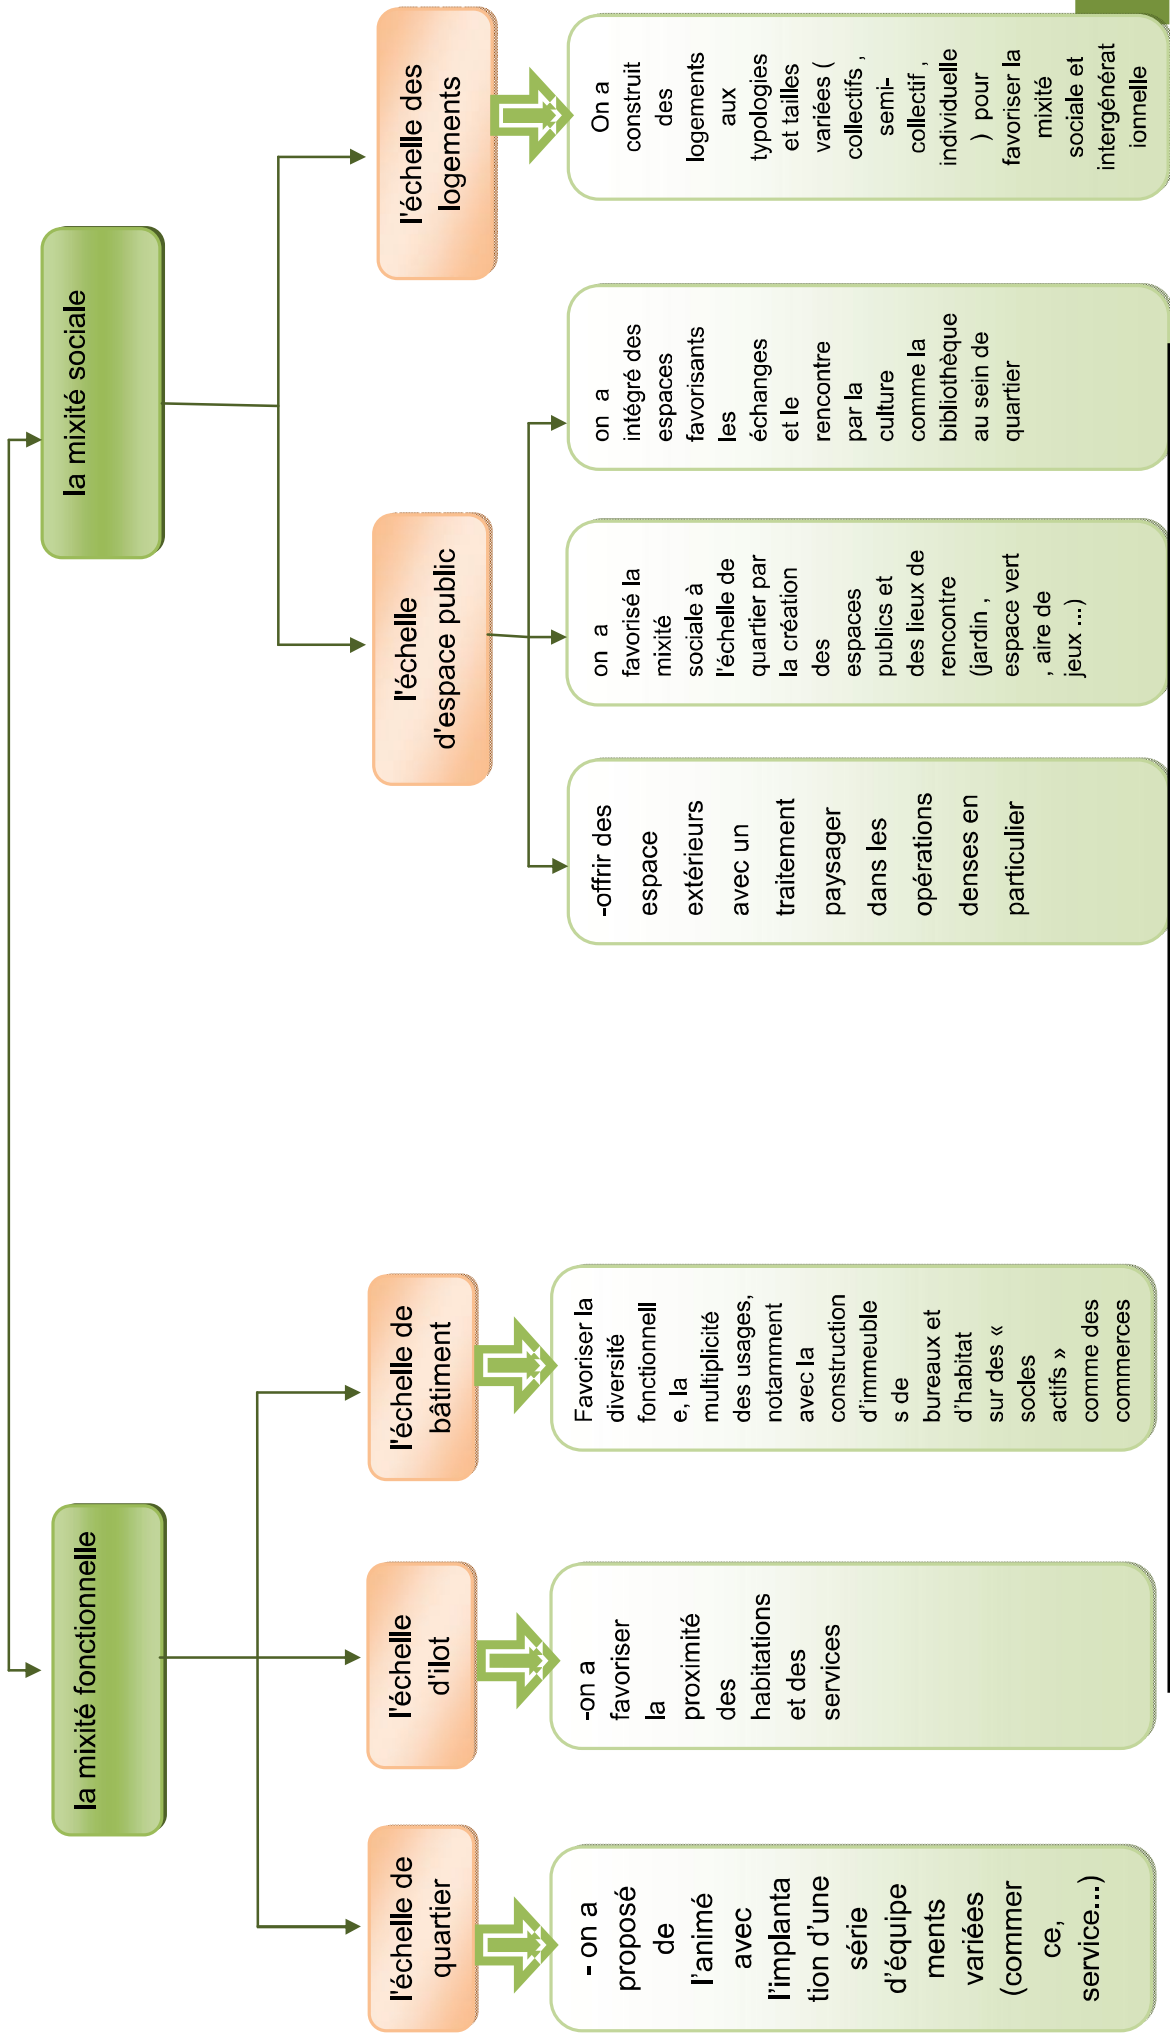 la mixité fonctionnelle
la mixité sociale
l'échelle de
quartier
l'échelle
d'ilot
l'échelle de
bâtiment
l'échelle
d'espace public
l'échelle des
logements
- on a
proposé
de
l'animé
avec
l'implanta
tion d'une
série
d'équipe
ments
variées
(commer
ce,
service...)
-on a
favoriser
la
proximité
des
habitations
et des
services
Favoriser la
diversité
fonctionnell
e, la
multiplicité
des usages,
notamment
avec la
construction
d'immeuble
s de
bureaux et
d'habitat
sur des «
socles
actifs »
comme des
commerces
-offrir des
espace
extérieurs
avec un
traitement
paysager
dans les
opérations
denses en
particulier
on a
favorisé la
mixité
sociale à
l'échelle de
quartier par
la création
des
espaces
publics et
des lieux de
rencontre
(jardin ,
espace vert
, aire de
jeux ...)
on a
intégré des
espaces
favorisants
les
échanges
et le
rencontre
par la
culture
comme la
bibliothèque
au sein de
quartier
On a
construit
des
logements
aux
typologies
et tailles
variées (
collectifs ,
semi-
collectif ,
individuelle
) pour
favoriser la
mixité
sociale et
intergénérat
ionnelle